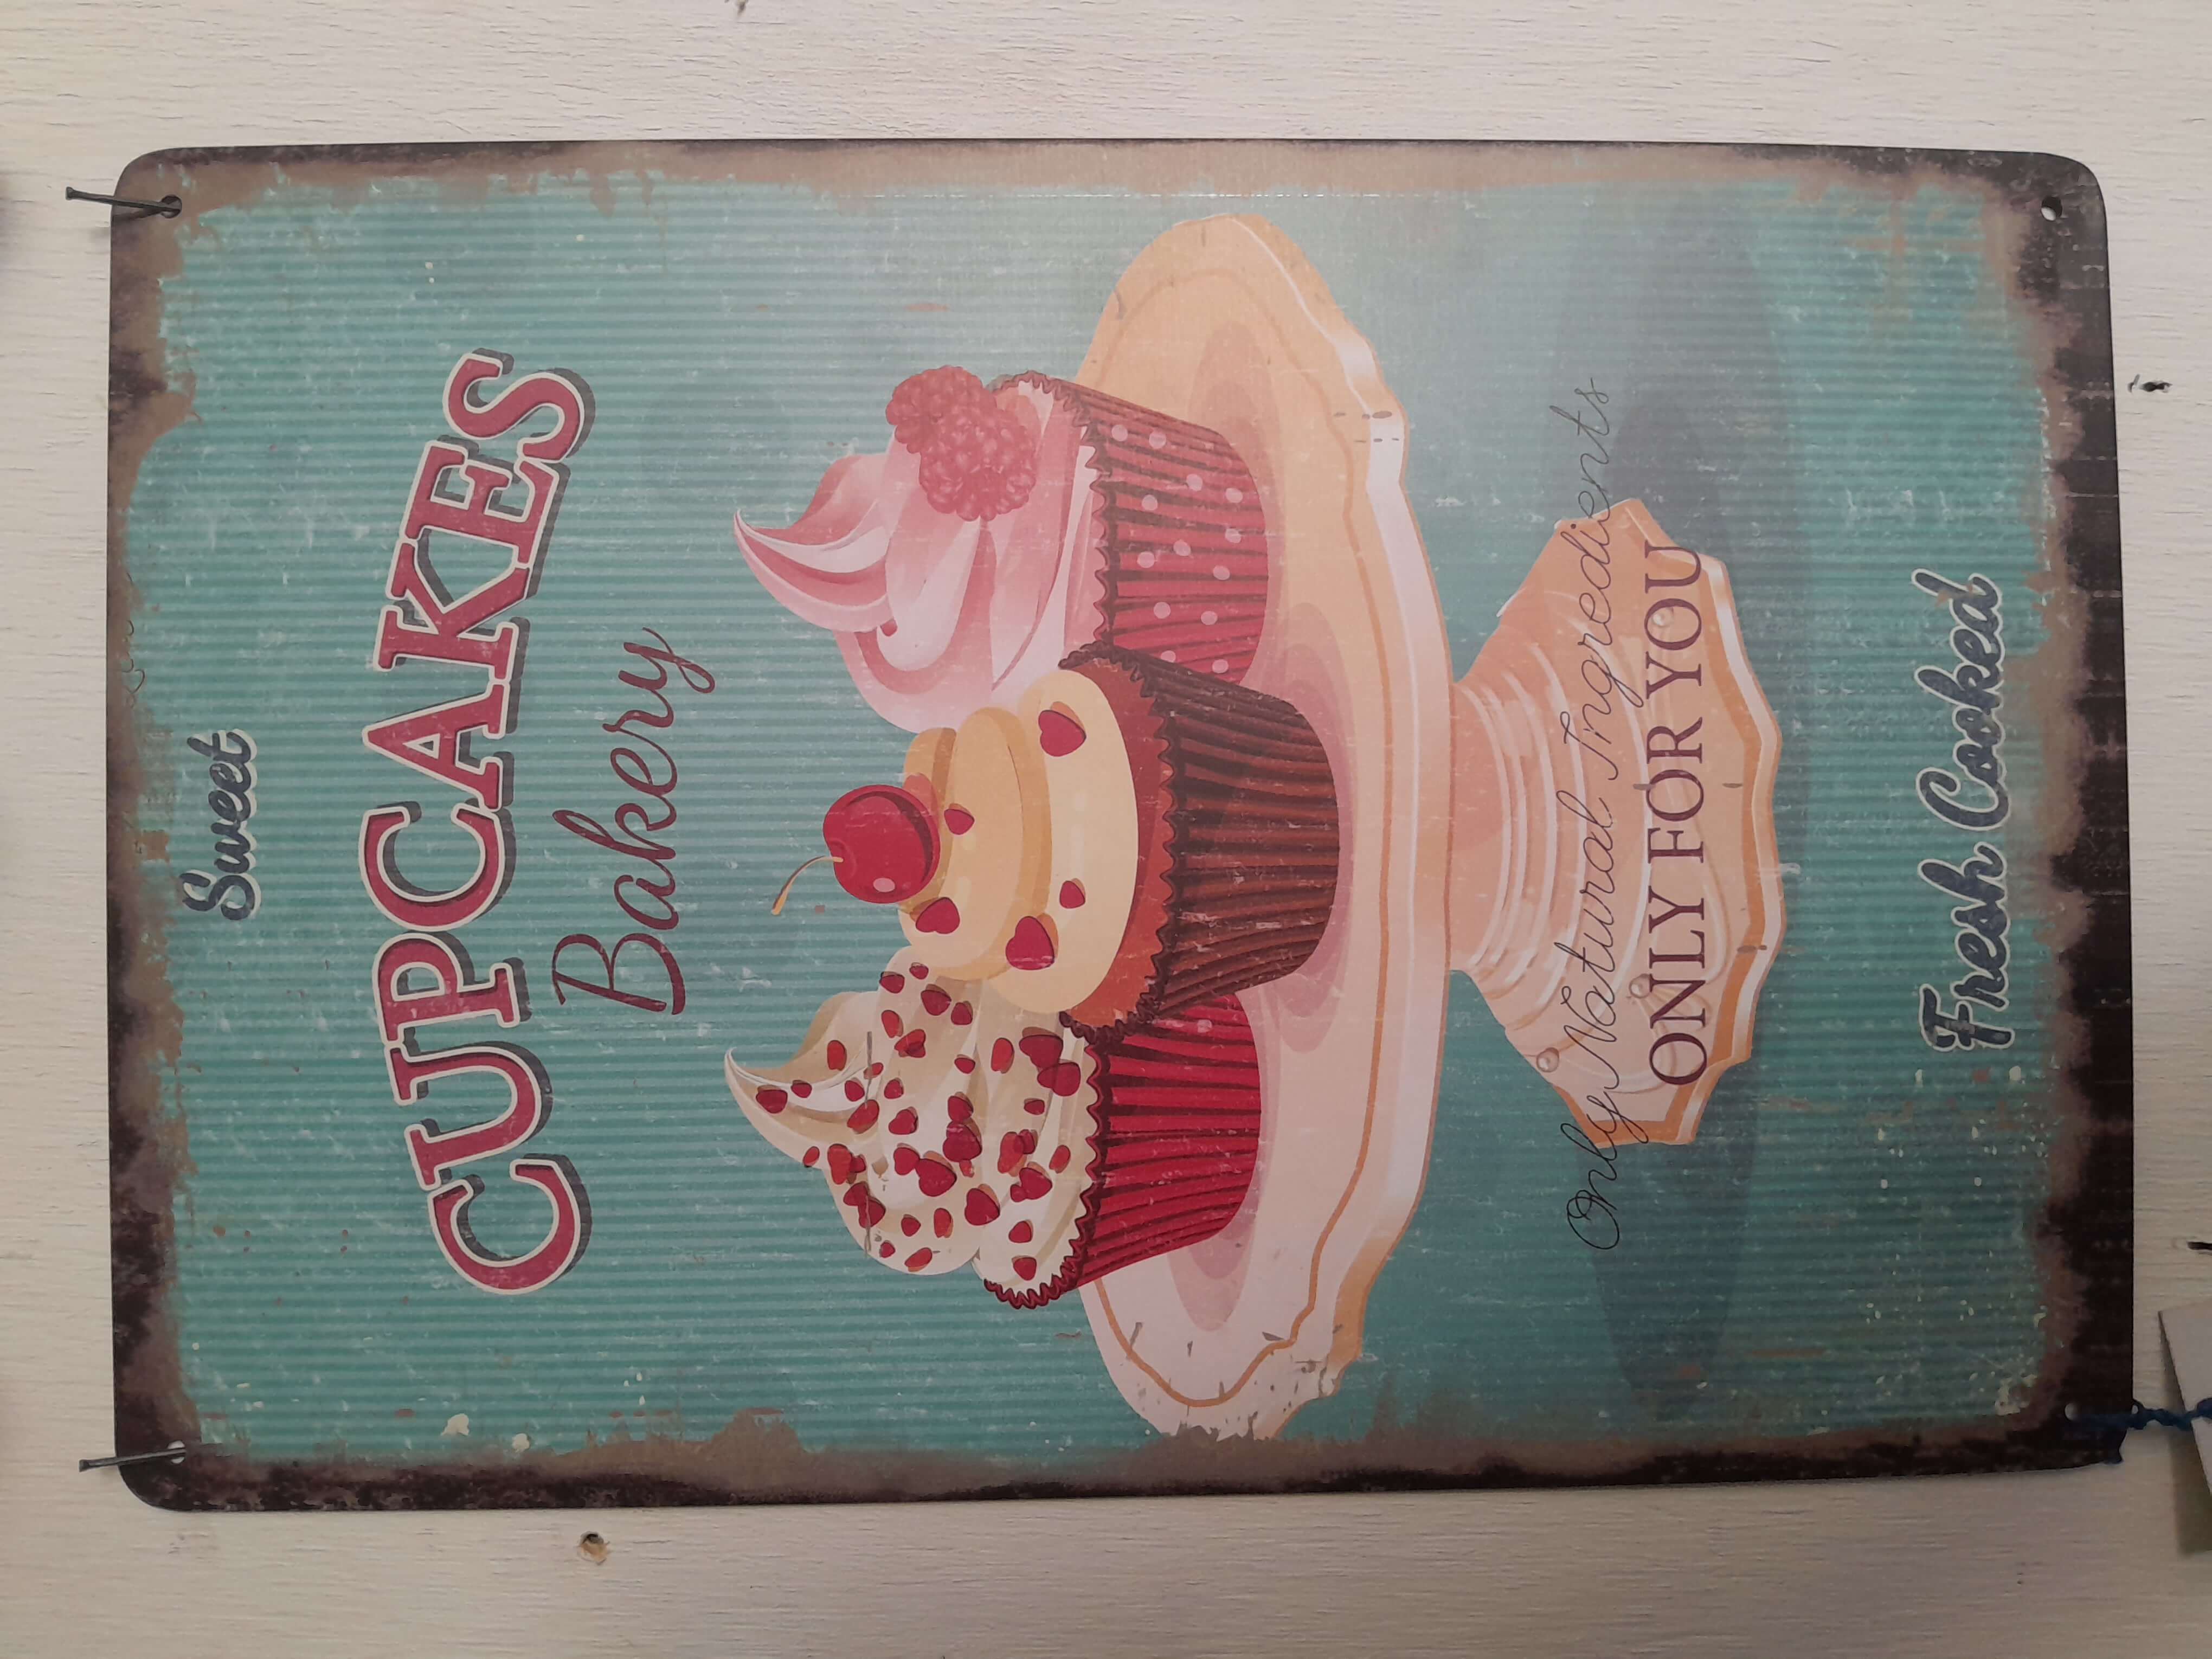 Sweet
CUPCAKES
Bakery
Only Natural Ingredients
ONLY FOR YOU
Fresh Cooked